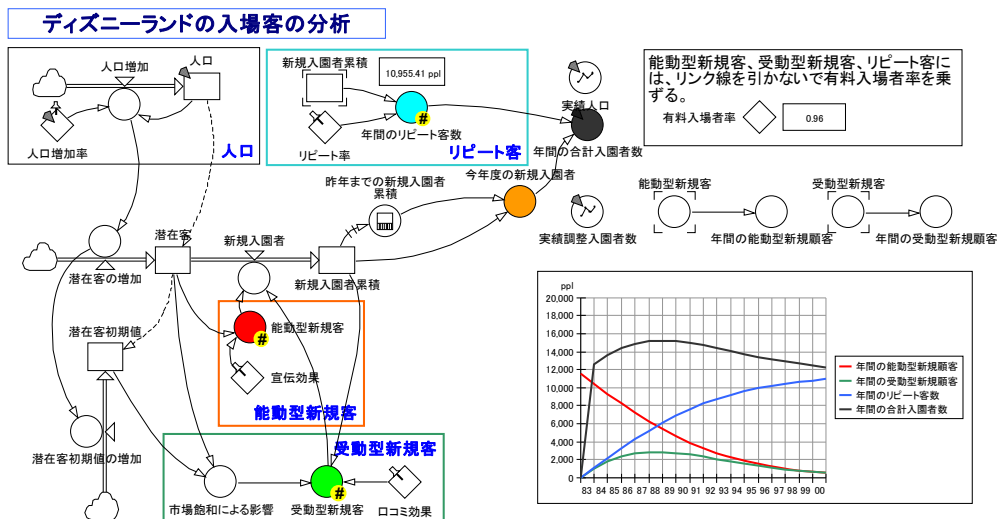 ディズニーランドの入場客の分析
人口増加
人口
人口増加率
人口
新規入園者累積
10,955.41 ppl
リピート率
年間のリピート客数
リピート客
実績人口
年間の合計入園者数
能動型新規客、受動型新規客、リピート客に
は、リンク線を引かないで有料入場者率を乗
ずる。
有料入場者率
0.96
昨年までの新規入園者
累積
今年度の新規入園者
実績調整入園者数
能動型新規客
年間の能動型新規顧客
受動型新規客
年間の受動型新規顧客
潜在客の増加
潜在客
新規入園者
新規入園者累積
潜在客初期値
能動型新規客
#
宣伝効果
能動型新規客
潜在客初期値の増加
受動型新規客
市場飽和による影響
受動型新規客
#
口コミ効果
#
ppl
20,000
18,000
16,000
14,000
12,000
10,000
8,000
6,000
4,000
2,000
0
83 84 85 86 87 88 89 90 91 92 93 94 95 96 97 98 99 00
年間の能動型新規顧客
年間の受動型新規顧客
年間のリピート客数
年間の合計入園者数